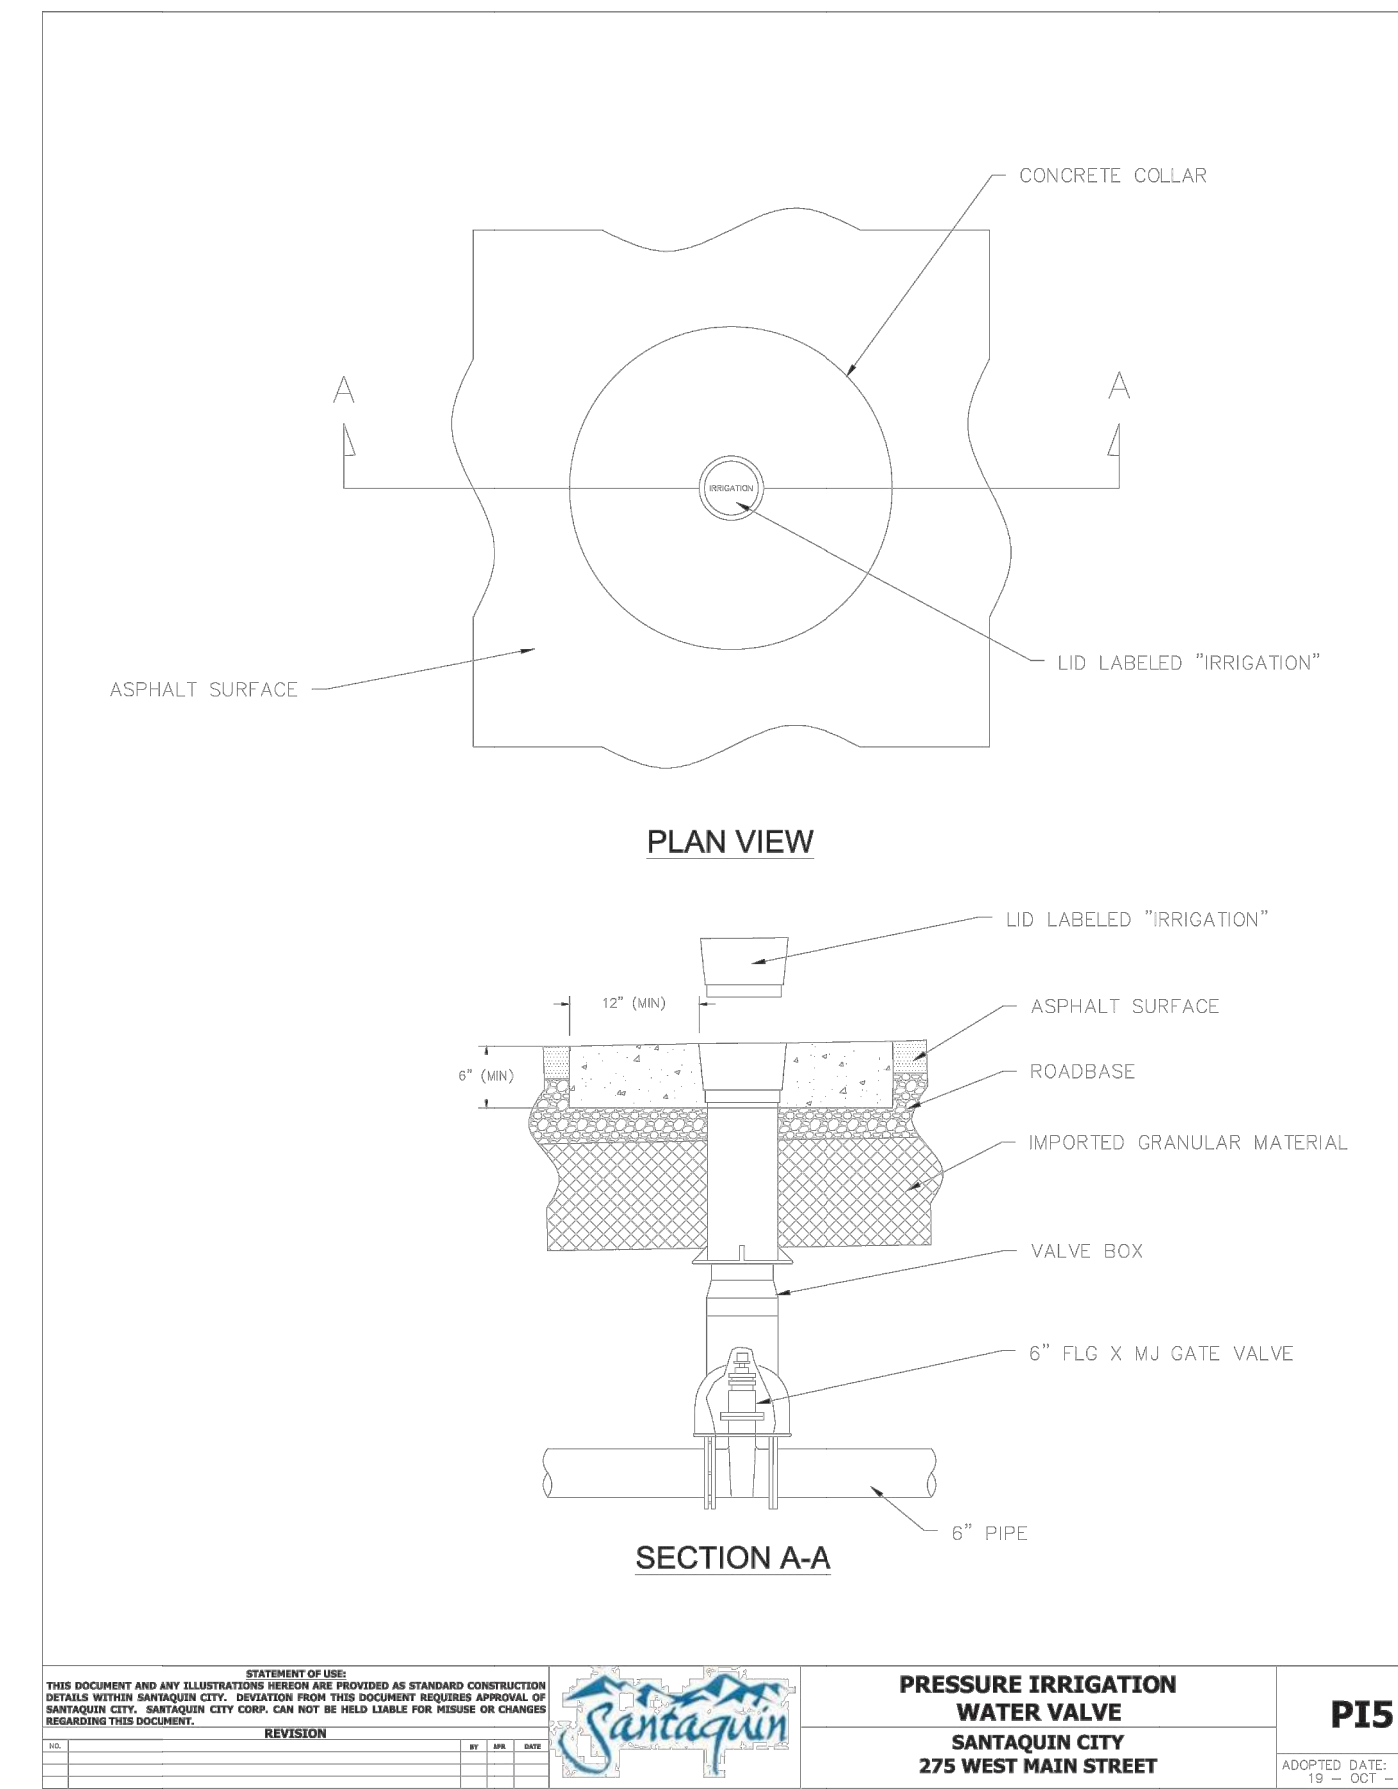 CONCRETE COLLAR
A
A
IRRIGATION
LID LABELED "IRRIGATION"
ASPHALT SURFACE
PLAN VIEW
LID LABELED "IRRIGATION"
12" (MIN)
ASPHALT SURFACE
6" (MIN)
ROADBASE
IMPORTED GRANULAR MATERIAL
VALVE BOX
6" FLG X MJ GATE VALVE
6" PIPE
SECTION A-A
STATEMENT OF USE:
THIS DOCUMENT AND ANY ILLUSTRATIONS HEREON ARE PROVIDED AS STANDARD CONSTRUCTION
DETAILS WITHIN SANTAQUIN CITY. DEVIATION FROM THIS DOCUMENT REQUIRES APPROVAL OF
SANTAQUIN CITY. SANTAQUIN CITY CORP. CAN NOT BE HELD LIABLE FOR MISUSE OR CHANGES
REGARDING THIS DOCUMENT.
REVISION
NO. BY APR DATE
Santaquin
PRESSURE IRRIGATION
WATER VALVE
SANTAQUIN CITY
275 WEST MAIN STREET
PI5
ADOPTED DATE:
19 - OCT -